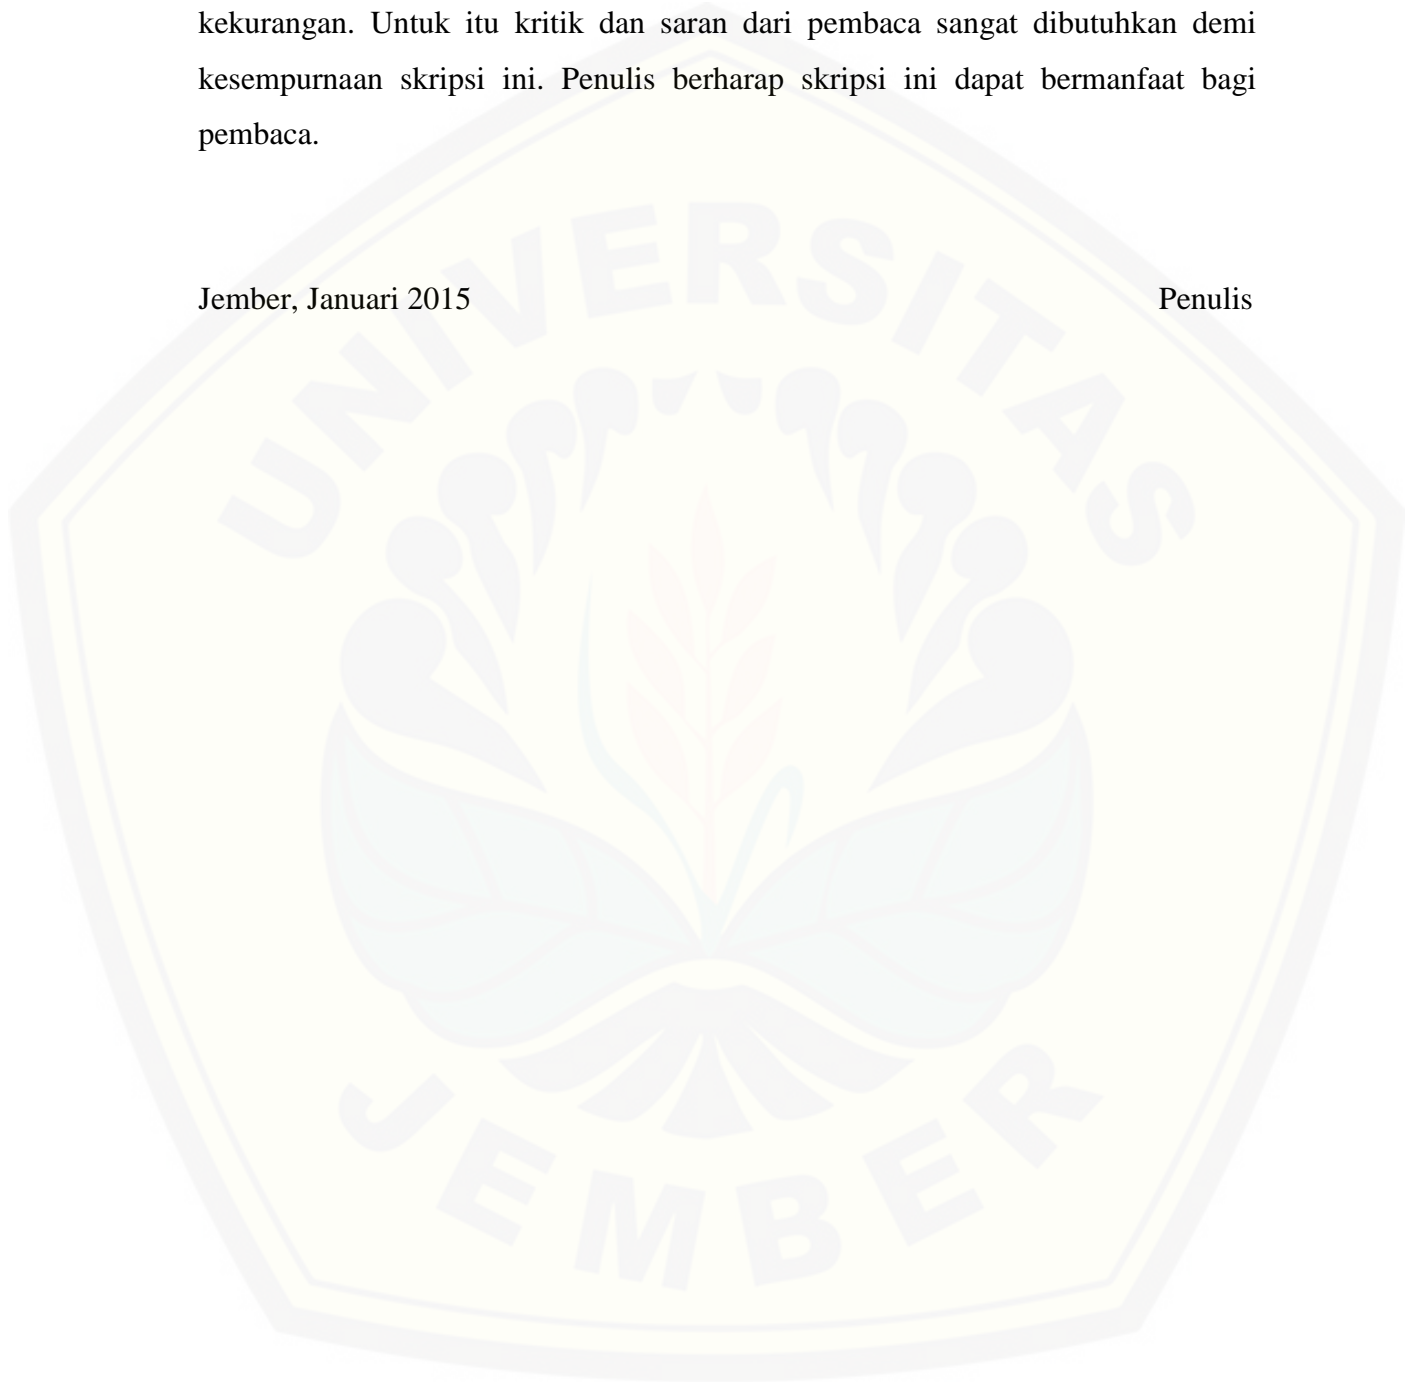 kekurangan. Untuk itu kritik dan saran dari pembaca sangat dibutuhkan demi
kesempurnaan skripsi ini. Penulis berharap skripsi ini dapat bermanfaat bagi
pembaca.
Jember, Januari 2015 Penulis
UNIVERSITAS
JEMBER